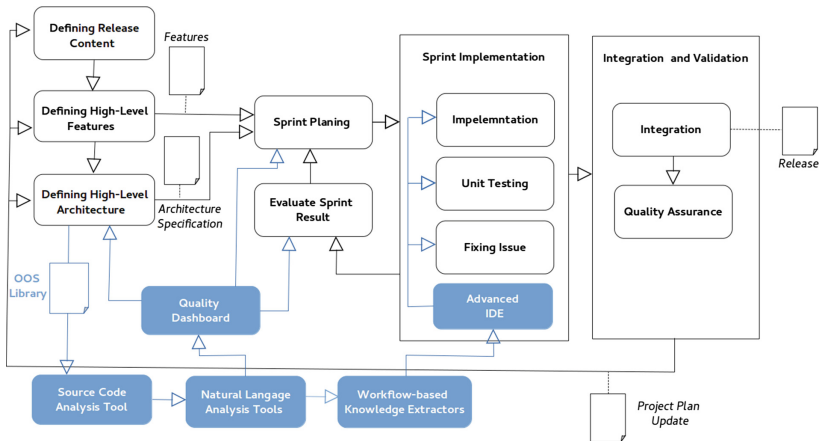 Defining Release
Content
Features
Defining High-Level
Features
Defining High-Level
Architecture
Architecture
Specification
OOS
Library
Sprint Planing
Evaluate Sprint
Result
Quality
Dashboard
Sprint Implementation
Impelemntation
Unit Testing
Fixing Issue
Advanced
IDE
Integration and Validation
Integration
Quality Assurance
Release
Source Code
Analysis Tool
Natural Langage
Analysis Tools
Workflow-based
Knowledge Extractors
Project Plan
Update